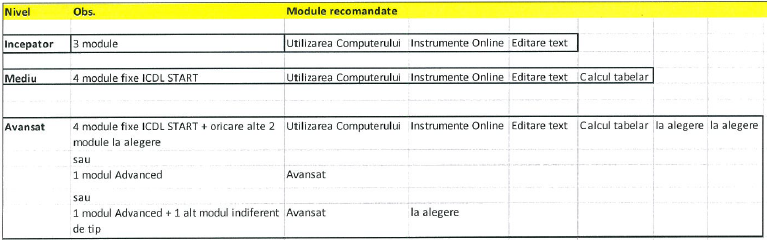 Nivel Obs. Module recomandate
Incepator 3 module Utilizarea Computerului Instrumente Online Editare text
Mediu 4 module fixe ICDL START Utilizarea Computerului Instrumente Online Editare text Calcul tabelar
Avansat 4 module fixe ICDL START + oricare alte 2 Utilizarea Computerului Instrumente Online Editare text Calcul tabelar la alegere la alegere
module la alegere
sau
1 modul Advanced Avansat
sau
1 modul Advanced + 1 alt modul indiferent Avansat la alegere
de tip